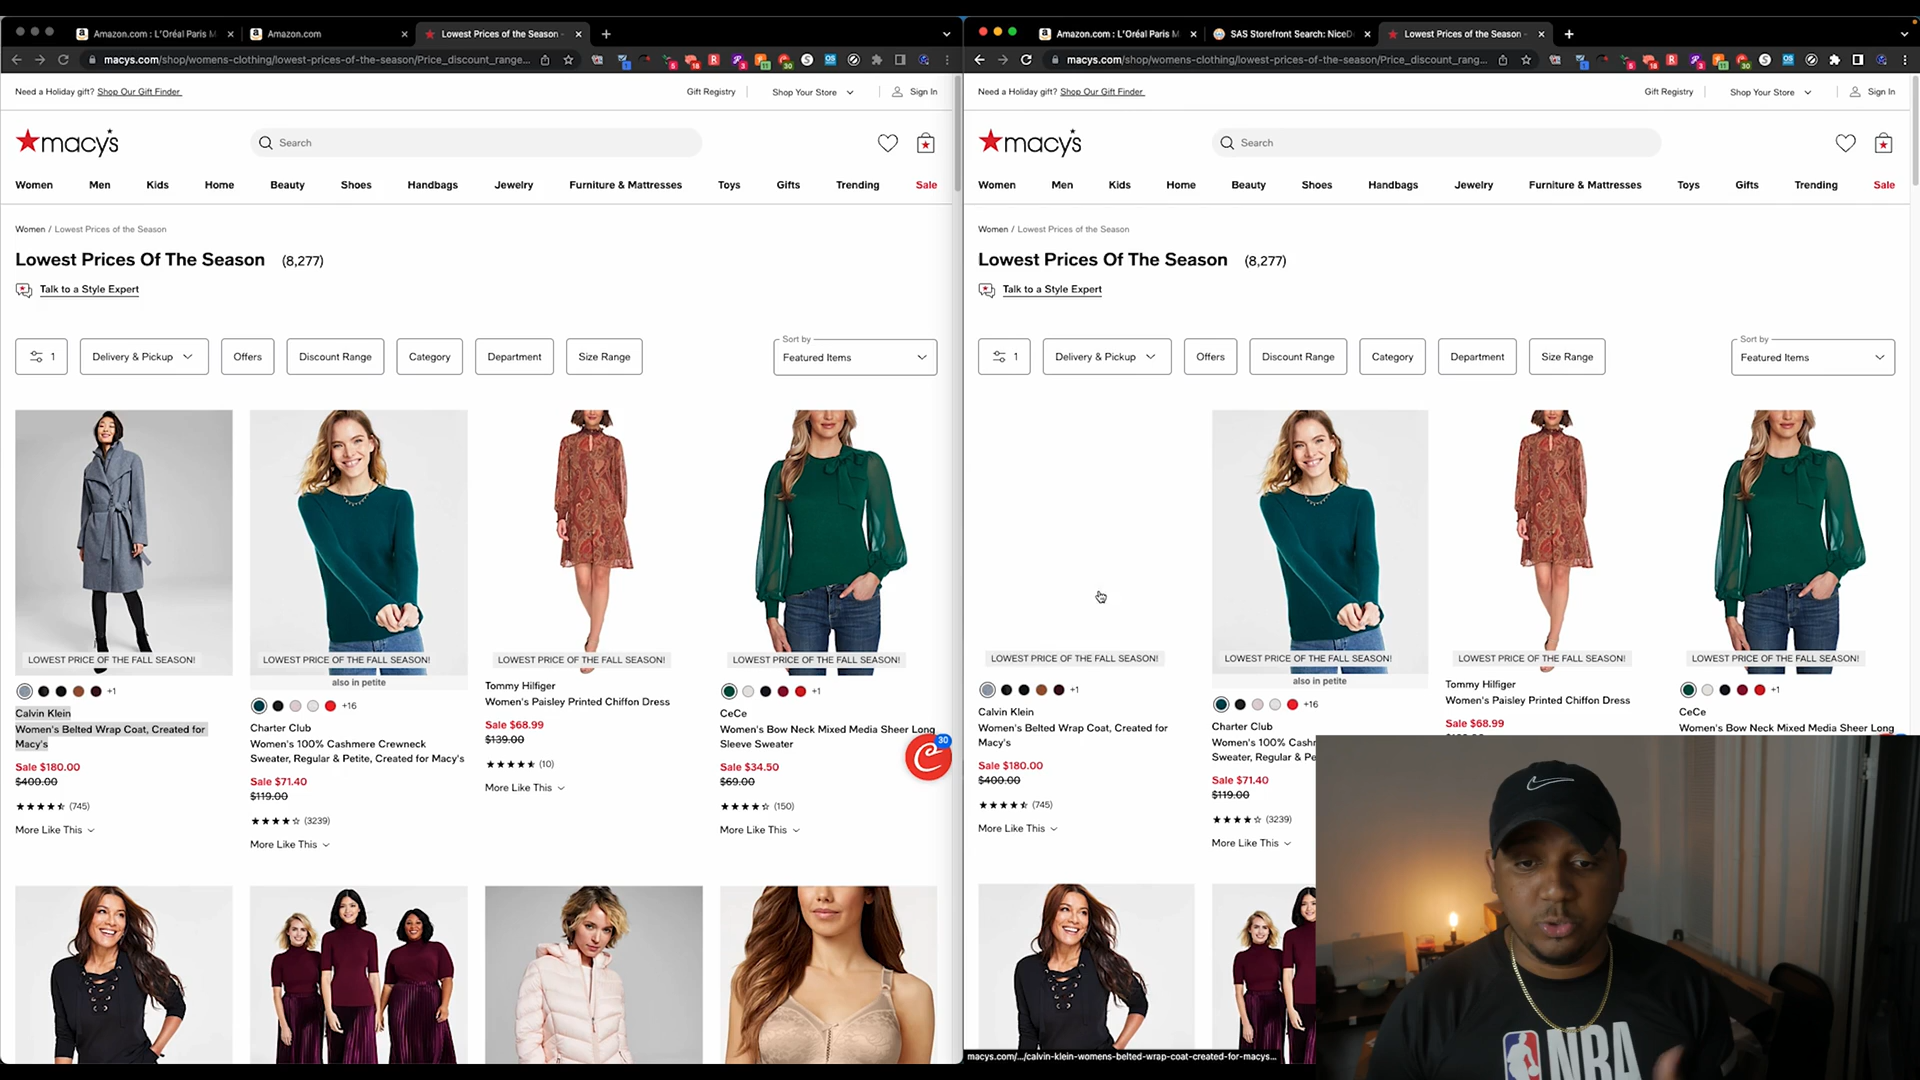 Amazon.com : L'Oréal Paris M
Amazon.com
Lowest Prices of the Season -
macys.com/shop/womens-clothing/lowest-prices-of-the-season/Price_discount_range...
Need a Holiday gift? Shop Our Gift Finder
Gift Registry
Shop Your Store
Sign In
macy's
Search
Women
Men
Kids
Home
Beauty
Shoes
Handbags
Jewelry
Furniture & Mattresses
Toys
Gifts
Trending
Sale
Women / Lowest Prices of the Season
Lowest Prices Of The Season (8,277)
Talk to a Style Expert
1
Delivery & Pickup
Offers
Discount Range
Category
Department
Size Range
Sort by
Featured Items
LOWEST PRICE OF THE FALL SEASON!
+1
Calvin Klein
Women's Belted Wrap Coat, Created for
Macy's
Sale $180.00
$400.00
(745)
More Like This
LOWEST PRICE OF THE FALL SEASON!
also in petite
+16
Charter Club
Women's 100% Cashmere Crewneck
Sweater, Regular & Petite, Created for Macy's
Sale $71.40
$119.00
(3239)
More Like This
LOWEST PRICE OF THE FALL SEASON!
Tommy Hilfiger
Women's Paisley Printed Chiffon Dress
Sale $68.99
$139.00
(10)
More Like This
LOWEST PRICE OF THE FALL SEASON!
+1
CeCe
Women's Bow Neck Mixed Media Sheer Long
Sleeve Sweater
Sale $34.50
$69.00
(150)
More Like This
30
Amazon.com : L'Oréal Paris M
SAS Storefront Search: NiceD
Lowest Prices of the Season -
macys.com/shop/womens-clothing/lowest-prices-of-the-season/Price_discount_rang...
Need a Holiday gift? Shop Our Gift Finder
Gift Registry
Shop Your Store
Sign In
macy's
Search
Women
Men
Kids
Home
Beauty
Shoes
Handbags
Jewelry
Furniture & Mattresses
Toys
Gifts
Trending
Sale
Women / Lowest Prices of the Season
Lowest Prices Of The Season (8,277)
Talk to a Style Expert
1
Delivery & Pickup
Offers
Discount Range
Category
Department
Size Range
Sort by
Featured Items
LOWEST PRICE OF THE FALL SEASON!
+1
Calvin Klein
Women's Belted Wrap Coat, Created for
Macy's
Sale $180.00
$400.00
(745)
More Like This
LOWEST PRICE OF THE FALL SEASON!
also in petite
+16
Charter Club
Women's 100% Cashm
Sweater, Regular & Pe
Sale $71.40
$119.00
(3239)
More Like This
LOWEST PRICE OF THE FALL SEASON!
Tommy Hilfiger
Women's Paisley Printed Chiffon Dress
Sale $68.99
LOWEST PRICE OF THE FALL SEASON!
+1
CeCe
Women's Bow Neck Mixed Media Sheer Long
macys.com/.../calvin-klein-womens-belted-wrap-coat-created-for-macys...
NBA